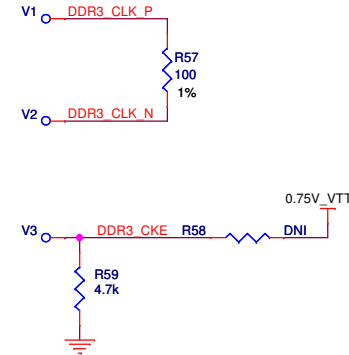 V1 DDR3_CLK_P
R57
100
1%
V2 DDR3_CLK_N
0.75V_VTT
V3 DDR3_CKE R58 DNI
R59
4.7k